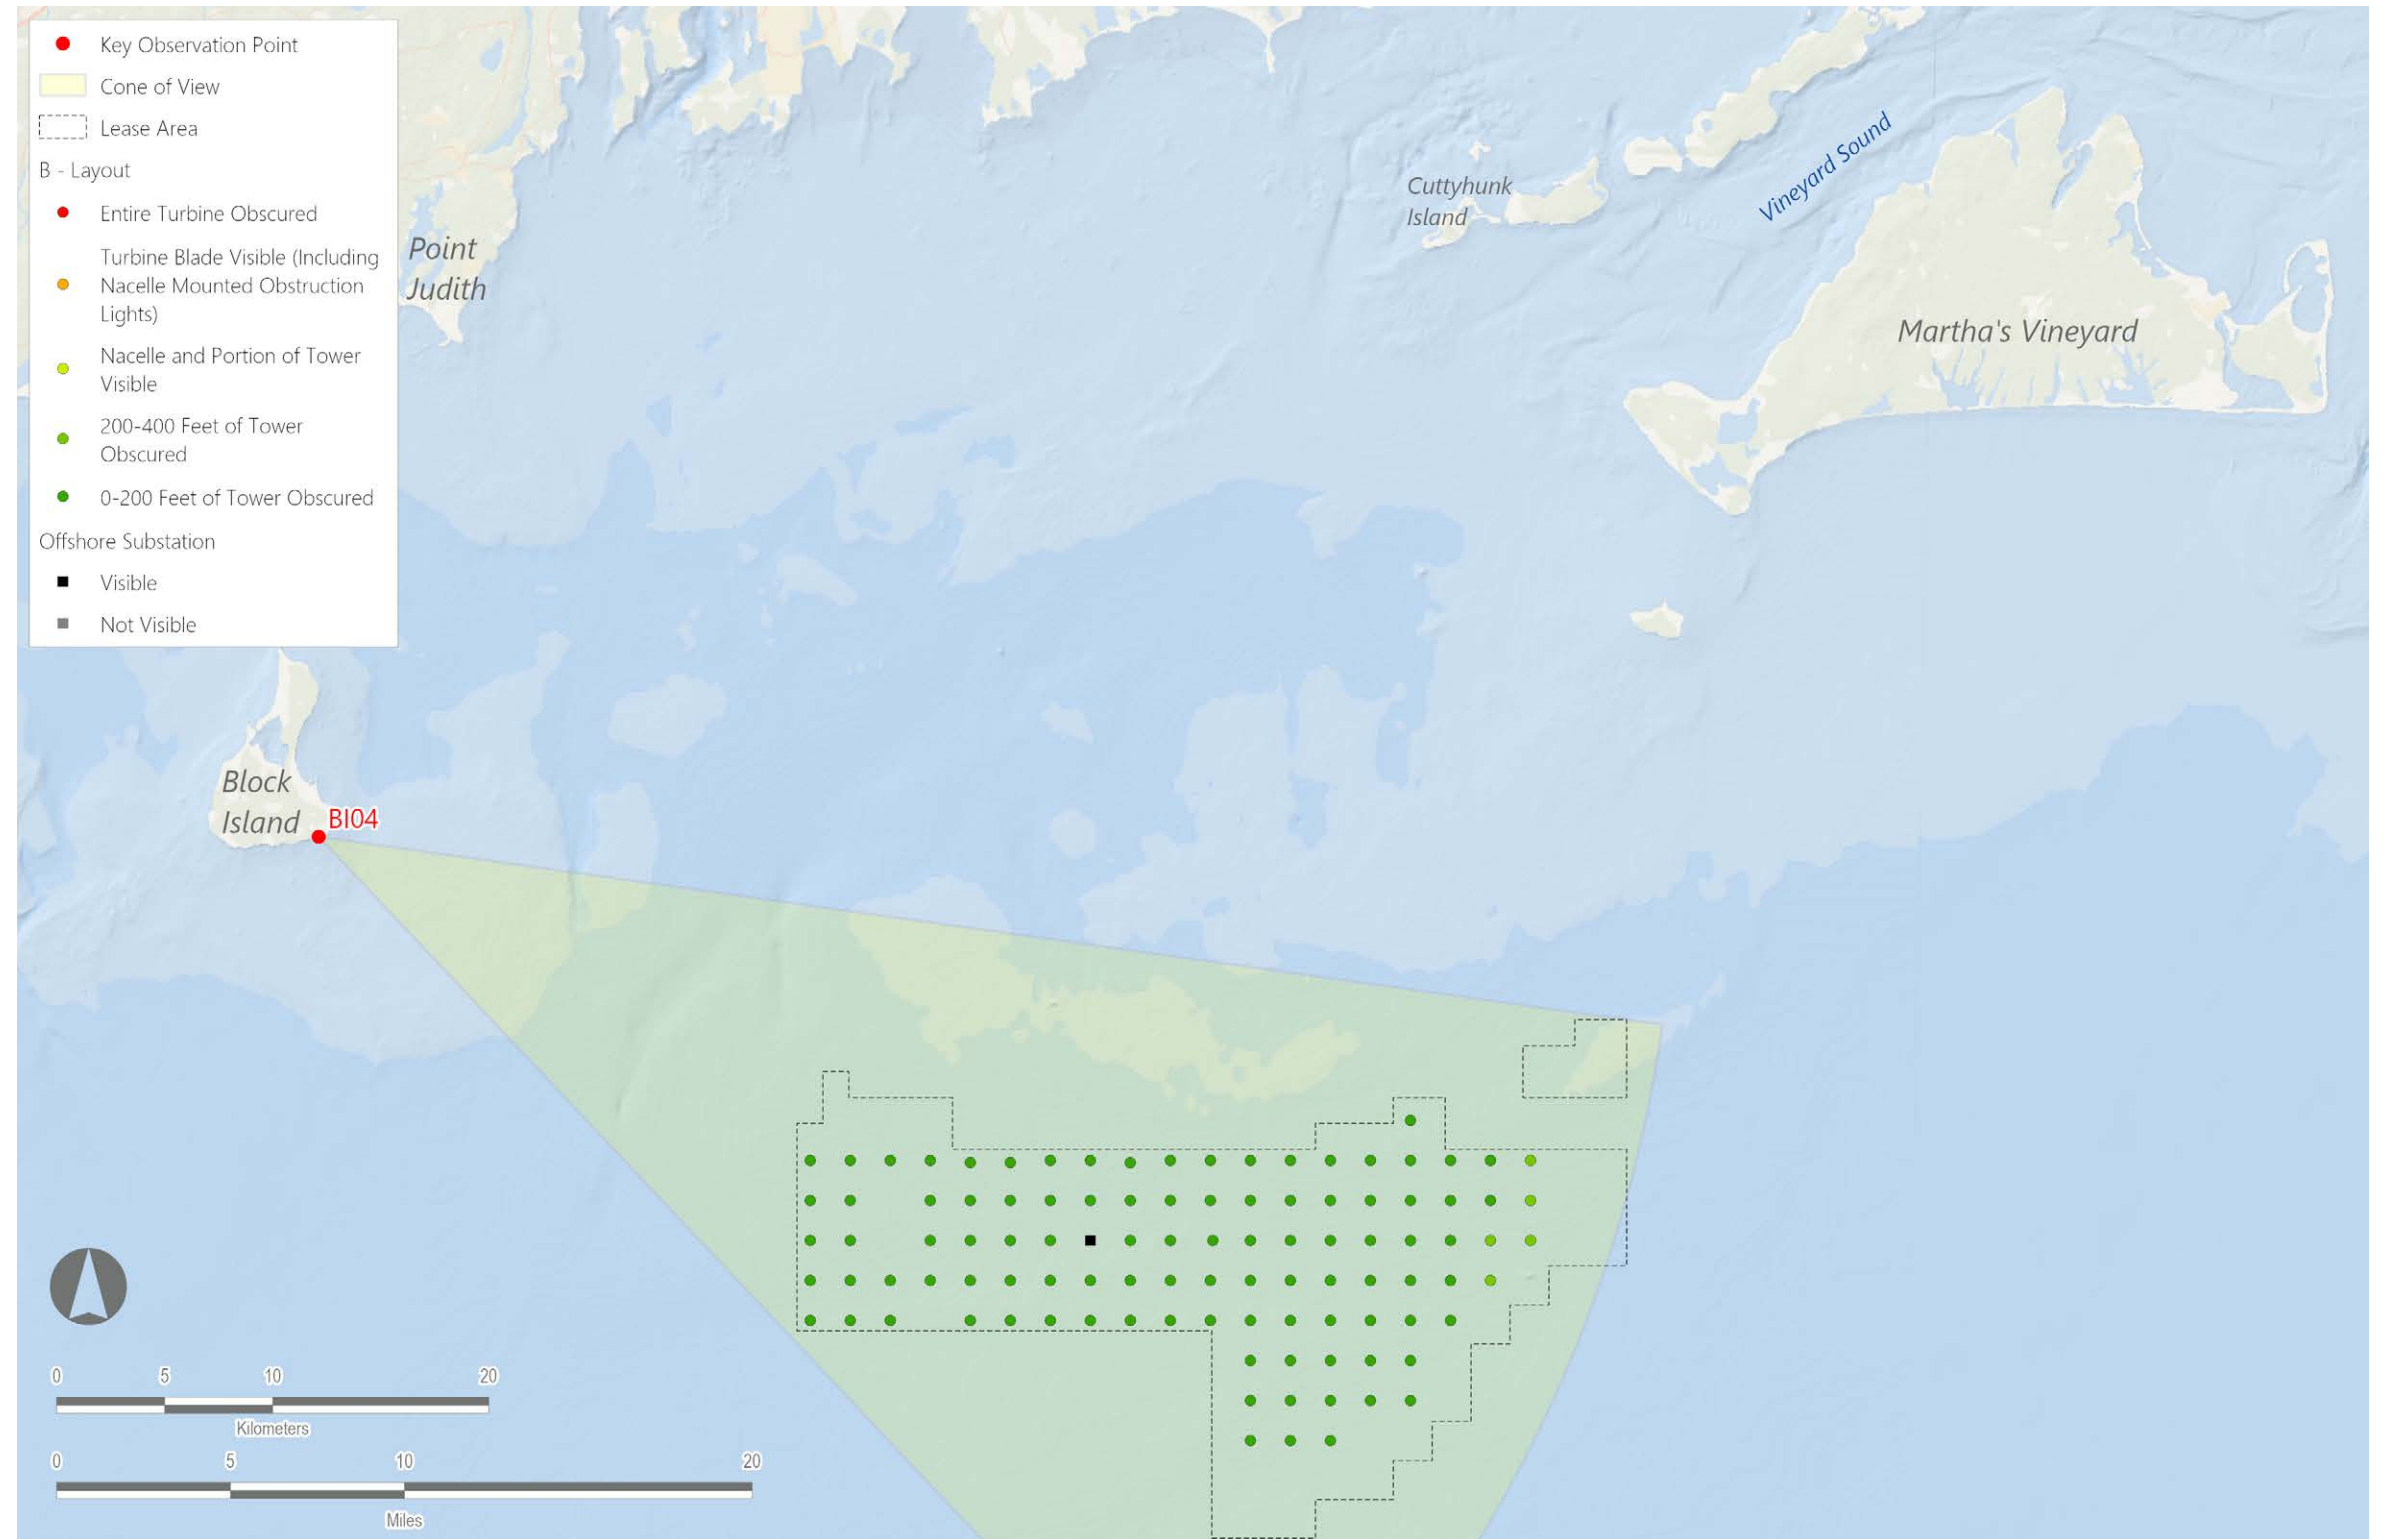 Key Observation Point
Cone of View
Lease Area
B - Layout
Entire Turbine Obscured
Turbine Blade Visible (Including
Nacelle Mounted Obstruction
Lights)
Nacelle and Portion of Tower
Visible
200-400 Feet of Tower
Obscured
0-200 Feet of Tower Obscured
Offshore Substation
Visible
Not Visible
Point
Judith
Cuttyhunk
Island
Vineyard Sound
Martha's Vineyard
Block
Island
BI04
0 5 10 20
Kilometers
0 5 10 20
Miles